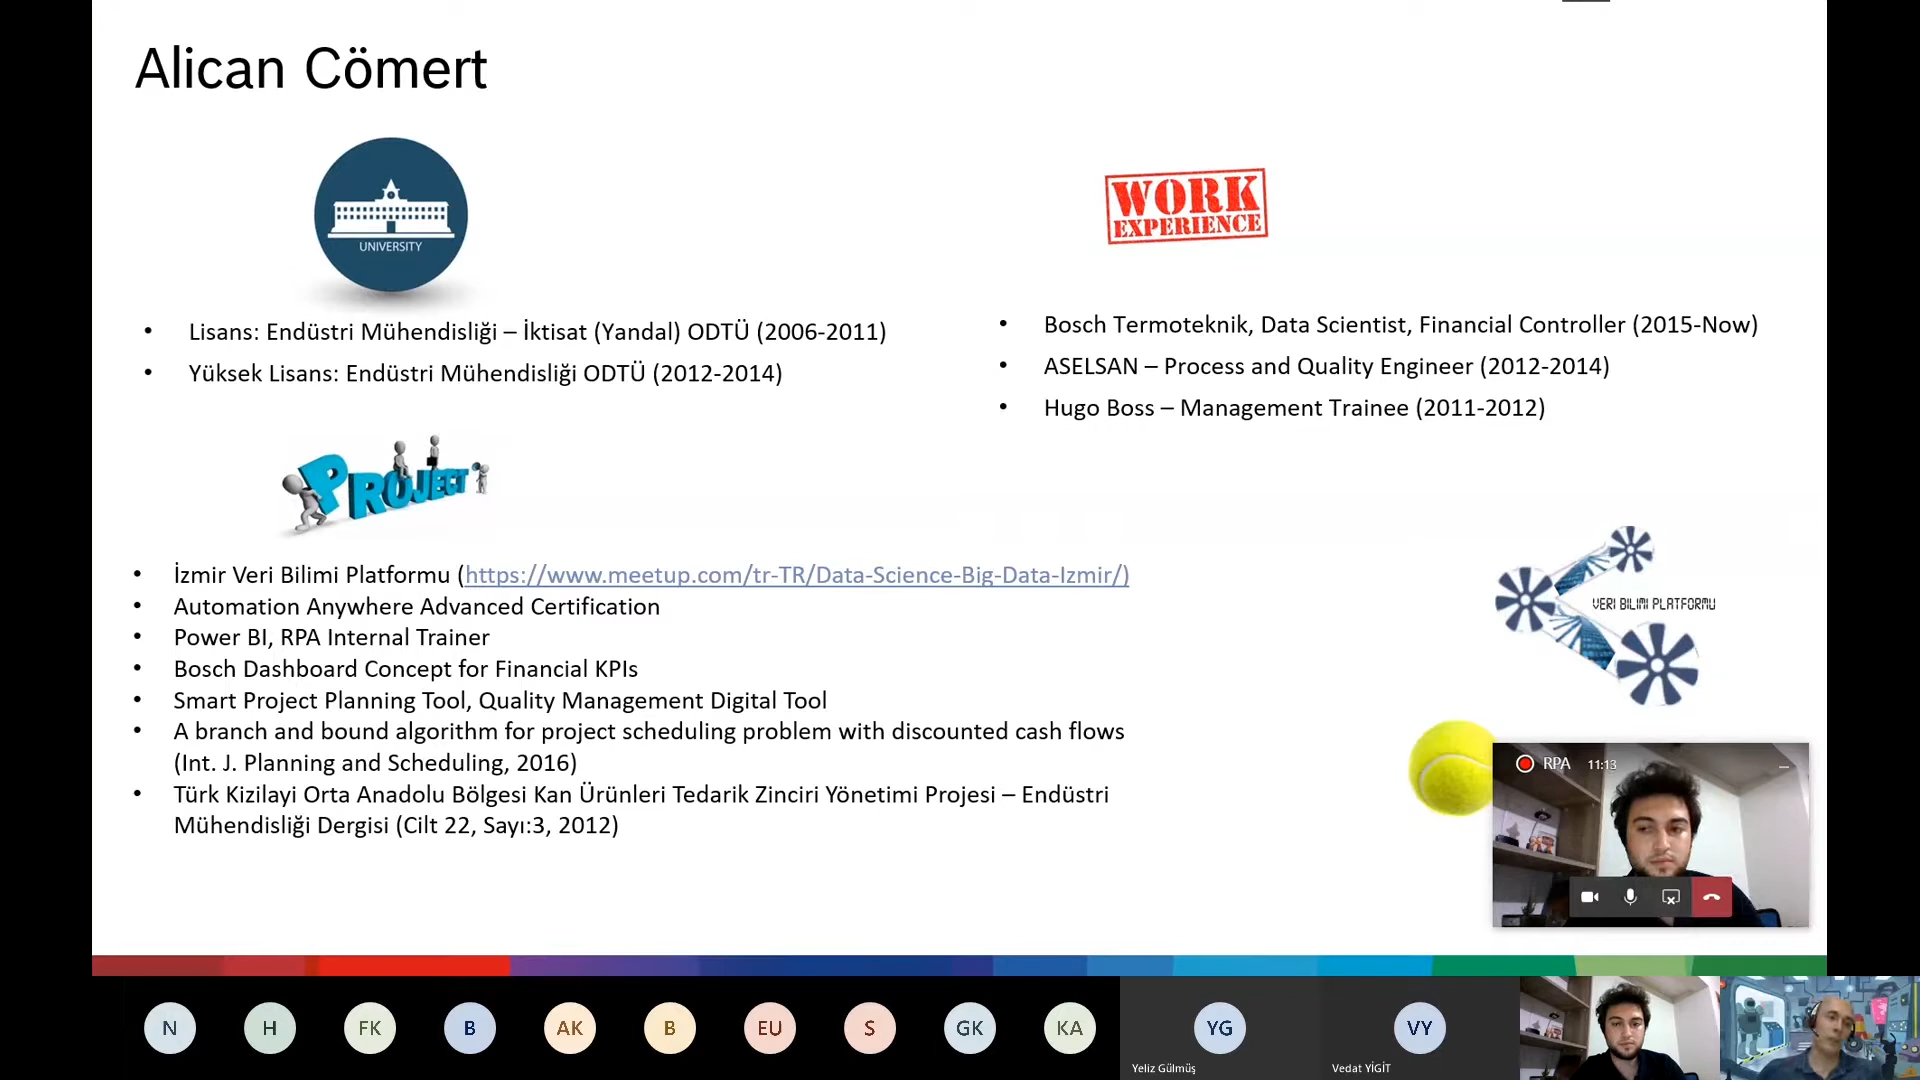 Alican Cömert
UNIVERSITY
WORK
EXPERIENCE
• Lisans: Endüstri Mühendisliği – İktisat (Yandal) ODTÜ (2006-2011)
• Yüksek Lisans: Endüstri Mühendisliği ODTÜ (2012-2014)
• Bosch Termoteknik, Data Scientist, Financial Controller (2015-Now)
• ASELSAN – Process and Quality Engineer (2012-2014)
• Hugo Boss – Management Trainee (2011-2012)
PROJECT
• İzmir Veri Bilimi Platformu (https://www.meetup.com/tr-TR/Data-Science-Big-Data-Izmir/)
• Automation Anywhere Advanced Certification
• Power BI, RPA Internal Trainer
• Bosch Dashboard Concept for Financial KPIs
• Smart Project Planning Tool, Quality Management Digital Tool
• A branch and bound algorithm for project scheduling problem with discounted cash flows
(Int. J. Planning and Scheduling, 2016)
• Türk Kizilayi Orta Anadolu Bölgesi Kan Ürünleri Tedarik Zinciri Yönetimi Projesi – Endüstri
Mühendisliği Dergisi (Cilt 22, Sayı:3, 2012)
VERI BILIMI PLATFORMU
RPA 11:13
N H FK B AK B EU S GK KA YG VY
Yeliz Gülmüş
Vedat YİGİT